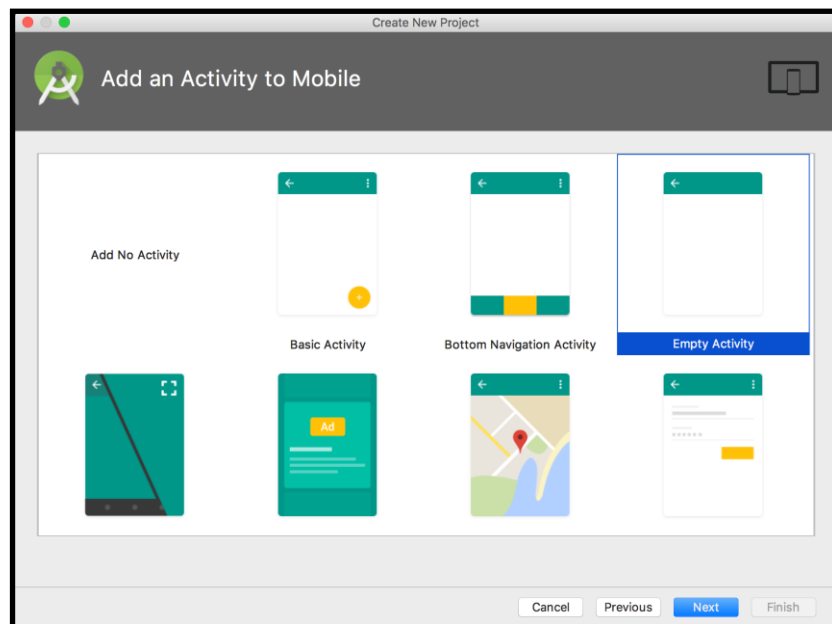 Create New Project
Add an Activity to Mobile
Add No Activity
Basic Activity
Bottom Navigation Activity
Empty Activity
Ad
Cancel
Previous
Next
Finish